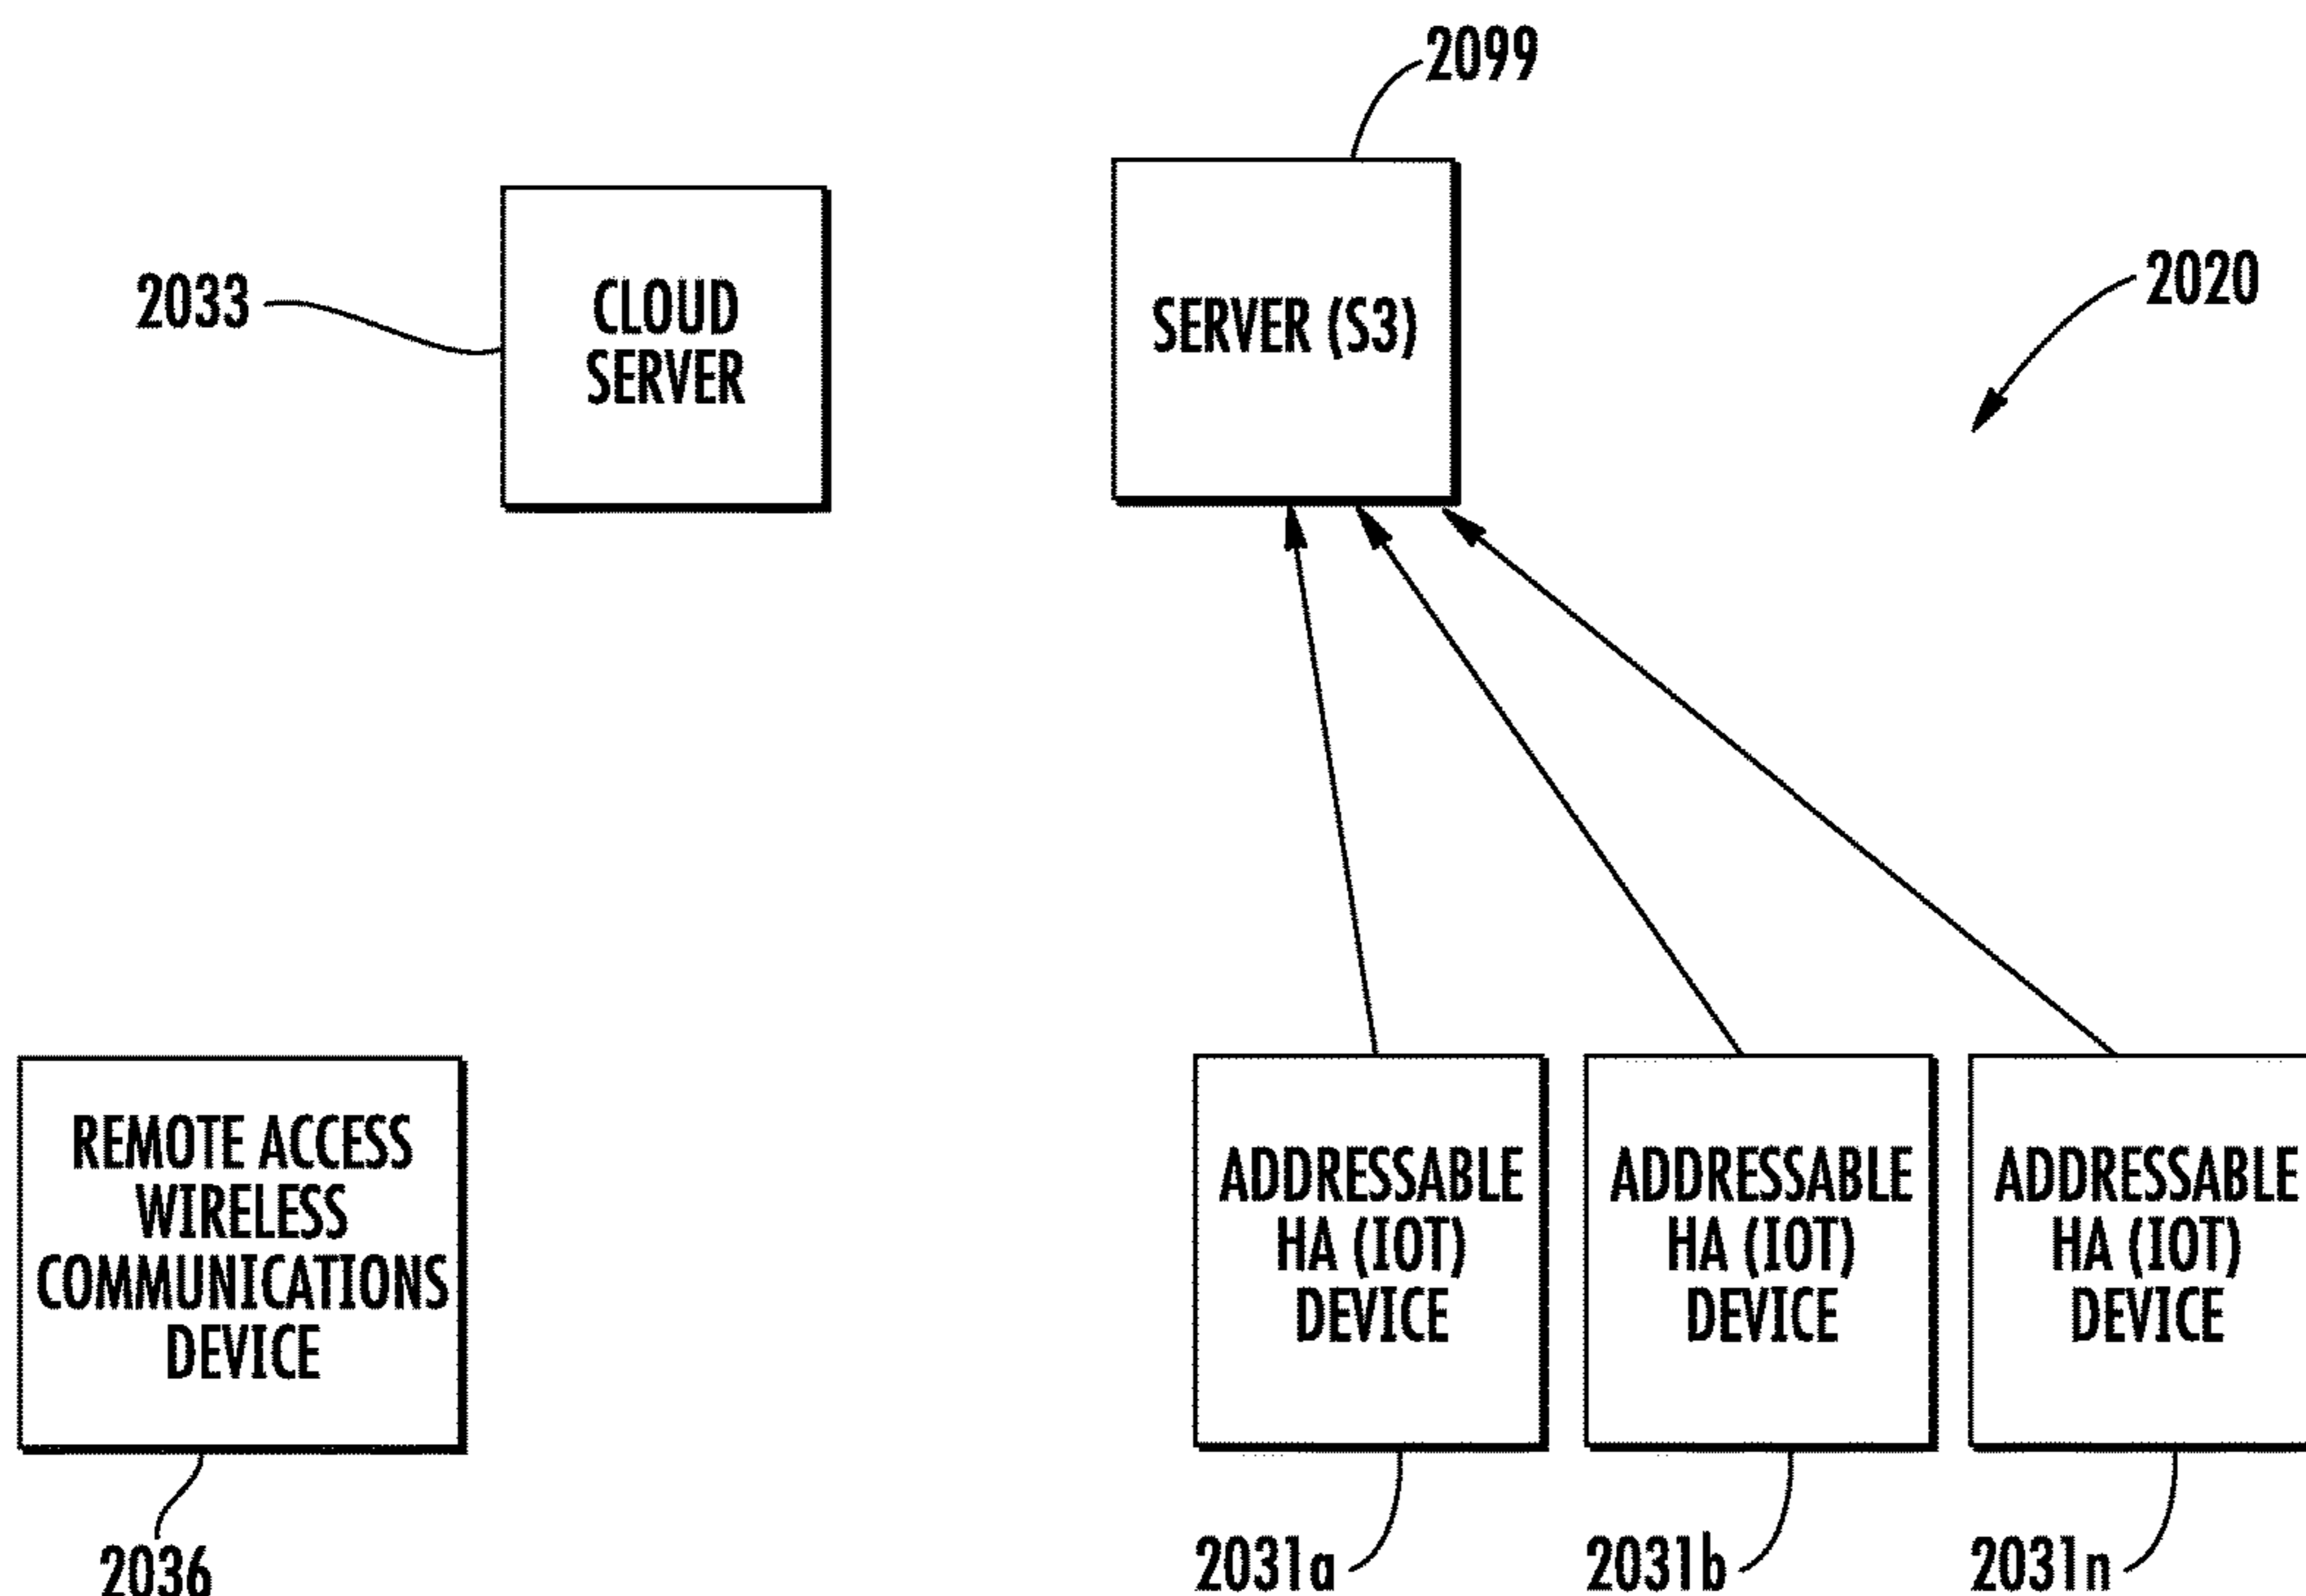 2099
2033
CLOUD
SERVER
SERVER (S3)
2020
REMOTE ACCESS
WIRELESS
COMMUNICATIONS
DEVICE
ADDRESSABLE
HA (IOT)
DEVICE
ADDRESSABLE
HA (IOT)
DEVICE
ADDRESSABLE
HA (IOT)
DEVICE
2036
2031a
2031b
2031n